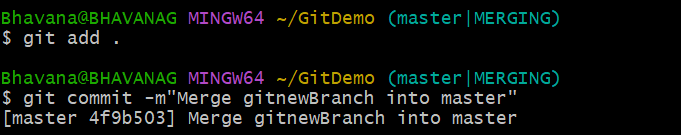 Bhavana@BHAVANAG MINGW64 ~/GitDemo (master|MERGING)
$ git add .
Bhavana@BHAVANAG MINGW64 ~/GitDemo (master|MERGING)
$ git commit -m"Merge gitnewBranch into master"
[master 4f9b503] Merge gitnewBranch into master